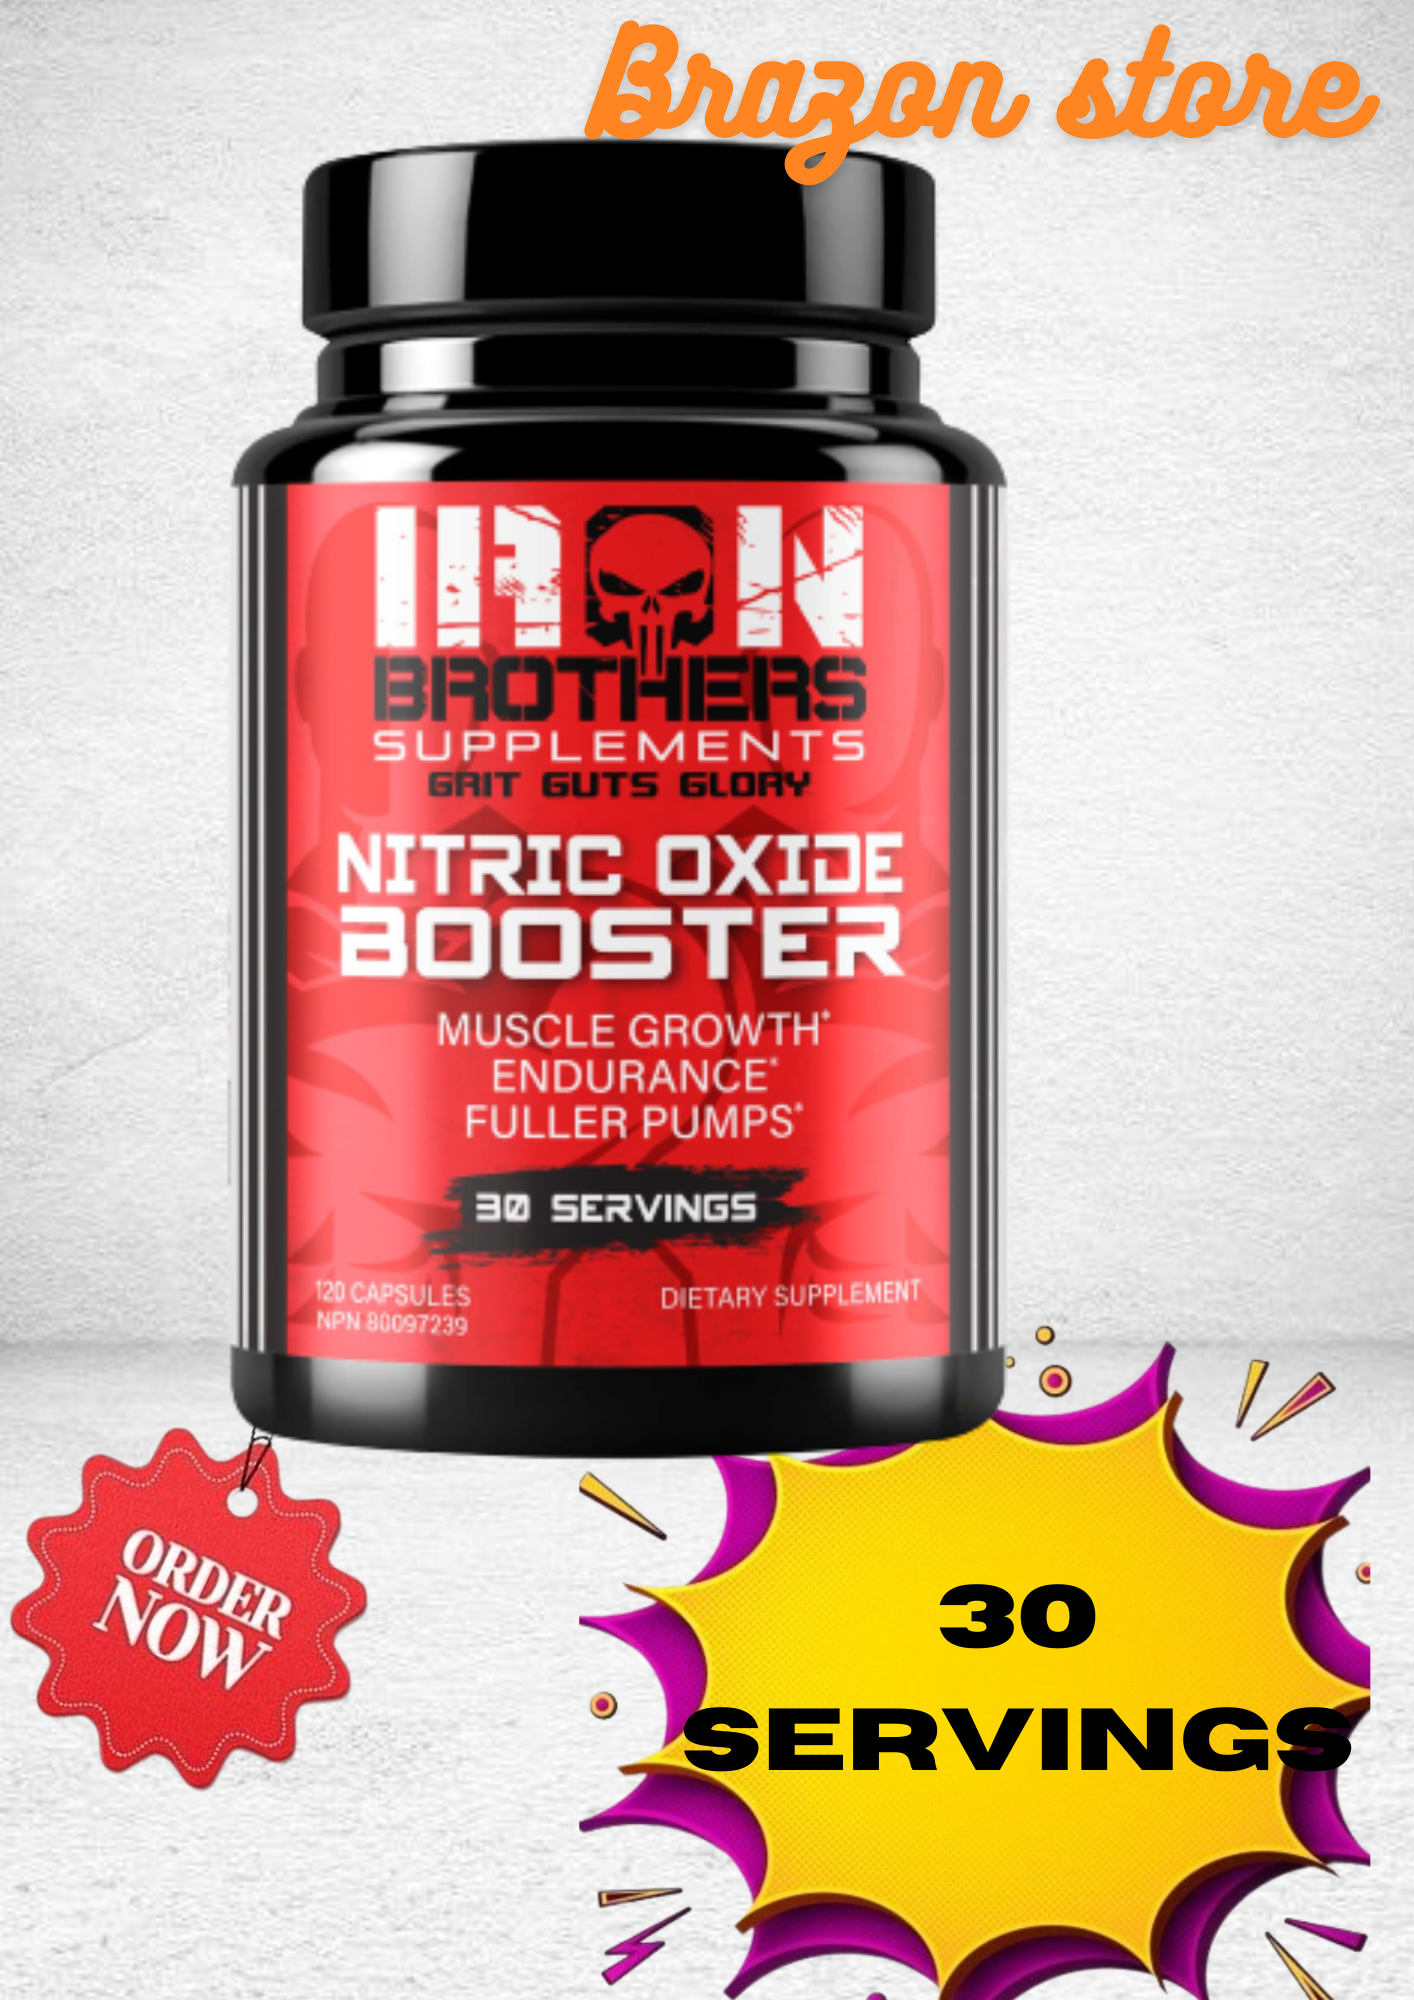 Brazon store
IRON
BROTHERS
SUPPLEMENTS
GRIT GUTS GLORY
NITRIC OXIDE
BOOSTER
MUSCLE GROWTH*
ENDURANCE*
FULLER PUMPS*
30 SERVINGS
120 CAPSULES
NPN 80097239
DIETARY SUPPLEMENT
ORDER
NOW
30
SERVINGS